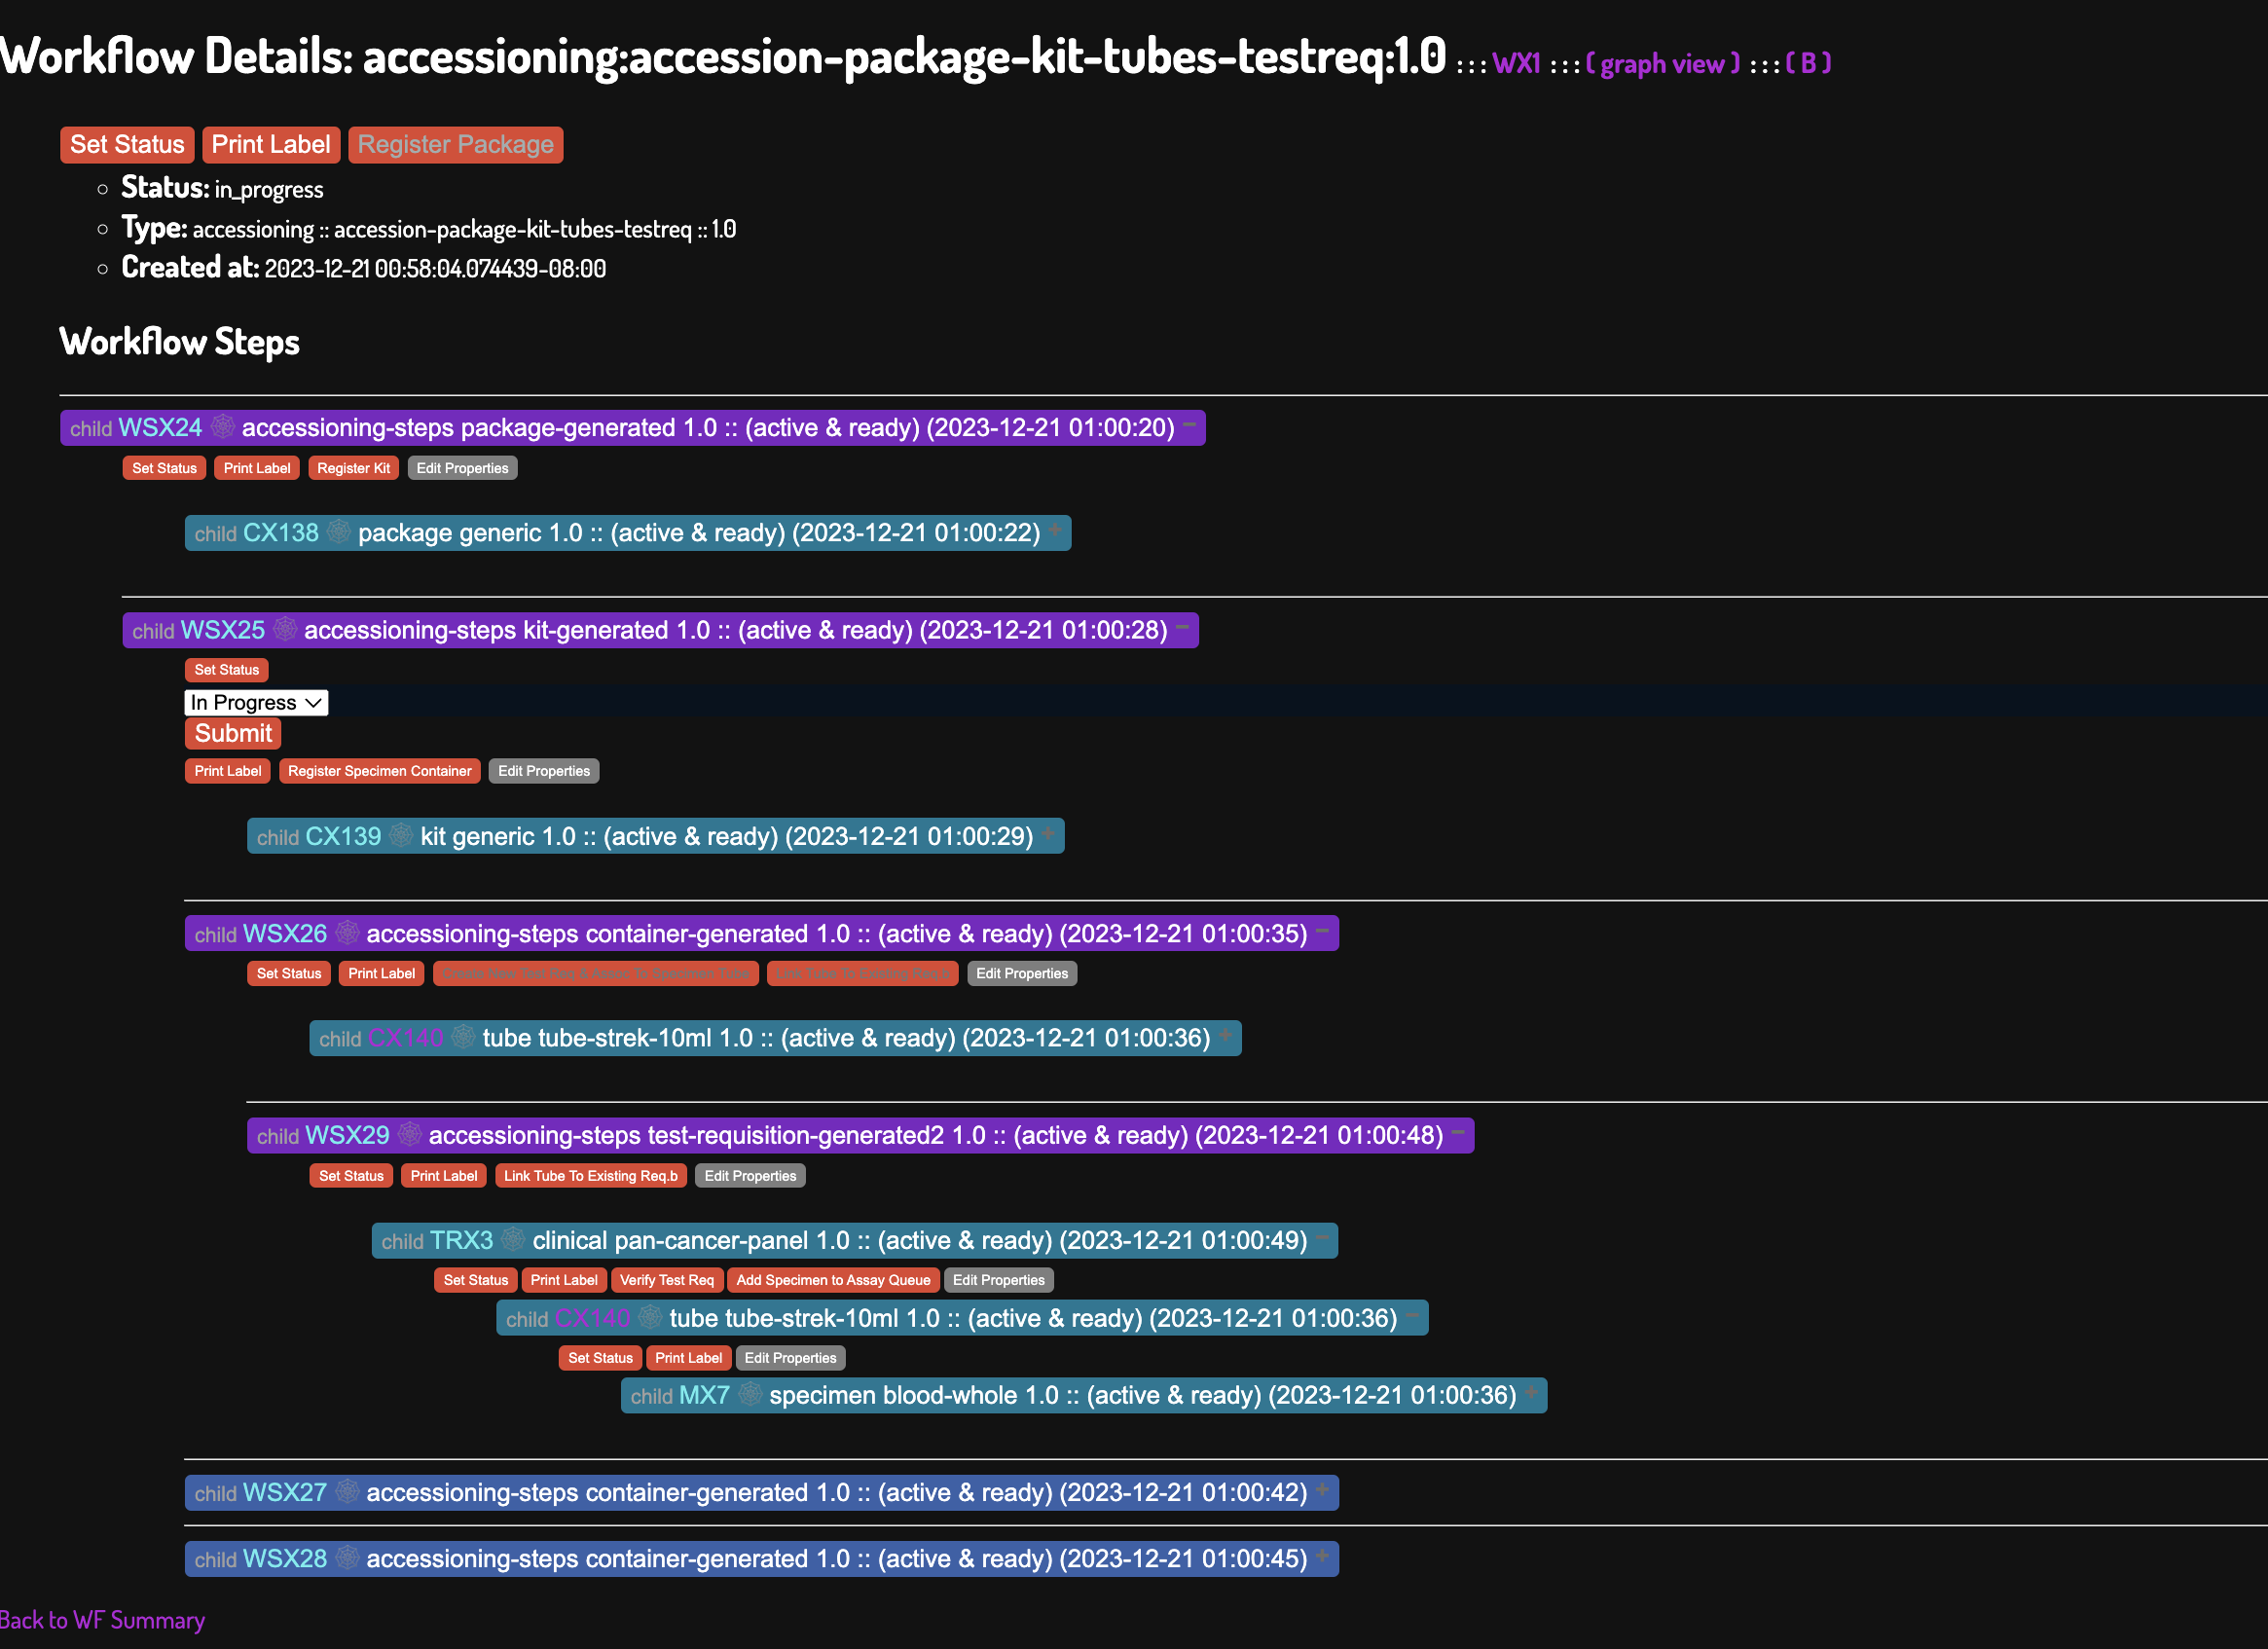 Workflow Details: accessioning:accession-package-kit-tubes-testreq:1.0 : : : WX1 : : : ( graph view ) : : : ( B )
Set Status Print Label Register Package
Status: in_progress
Type: accessioning :: accession-package-kit-tubes-testreq :: 1.0
Created at: 2023-12-21 00:58:04.074439-08:00
Workflow Steps
child WSX24 accessioning-steps package-generated 1.0 :: (active & ready) (2023-12-21 01:00:20) -
Set Status Print Label Register Kit Edit Properties
child CX138 package generic 1.0 :: (active & ready) (2023-12-21 01:00:22) +
child WSX25 accessioning-steps kit-generated 1.0 :: (active & ready) (2023-12-21 01:00:28) -
Set Status
In Progress
Submit
Print Label Register Specimen Container Edit Properties
child CX139 kit generic 1.0 :: (active & ready) (2023-12-21 01:00:29) +
child WSX26 accessioning-steps container-generated 1.0 :: (active & ready) (2023-12-21 01:00:35) -
Set Status Print Label Create New Test Req & Assoc To Specimen Tube Link Tube To Existing Req.b Edit Properties
child CX140 tube tube-strek-10ml 1.0 :: (active & ready) (2023-12-21 01:00:36) +
child WSX29 accessioning-steps test-requisition-generated2 1.0 :: (active & ready) (2023-12-21 01:00:48) -
Set Status Print Label Link Tube To Existing Req.b Edit Properties
child TRX3 clinical pan-cancer-panel 1.0 :: (active & ready) (2023-12-21 01:00:49) -
Set Status Print Label Verify Test Req Add Specimen to Assay Queue Edit Properties
child CX140 tube tube-strek-10ml 1.0 :: (active & ready) (2023-12-21 01:00:36) -
Set Status Print Label Edit Properties
child MX7 specimen blood-whole 1.0 :: (active & ready) (2023-12-21 01:00:36) +
child WSX27 accessioning-steps container-generated 1.0 :: (active & ready) (2023-12-21 01:00:42) +
child WSX28 accessioning-steps container-generated 1.0 :: (active & ready) (2023-12-21 01:00:45) +
Back to WF Summary